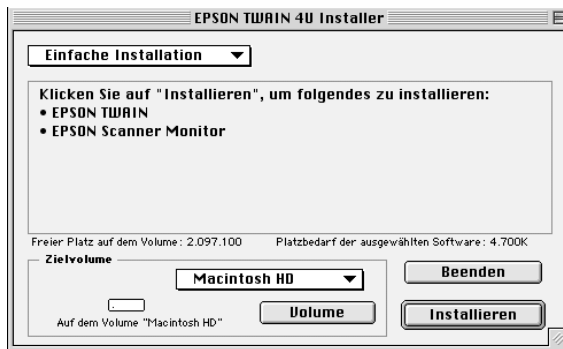 EPSON TWAIN 4U Installer
Einfache Installation
Klicken Sie auf "Installieren", um folgendes zu installieren:
• EPSON TWAIN
• EPSON Scanner Monitor
Freier Platz auf dem Volume: 2.097.100 Platzbedarf der ausgewählten Software: 4.700K
Zielvolume
Macintosh HD
Auf dem Volume "Macintosh HD"
Volume
Beenden
Installieren